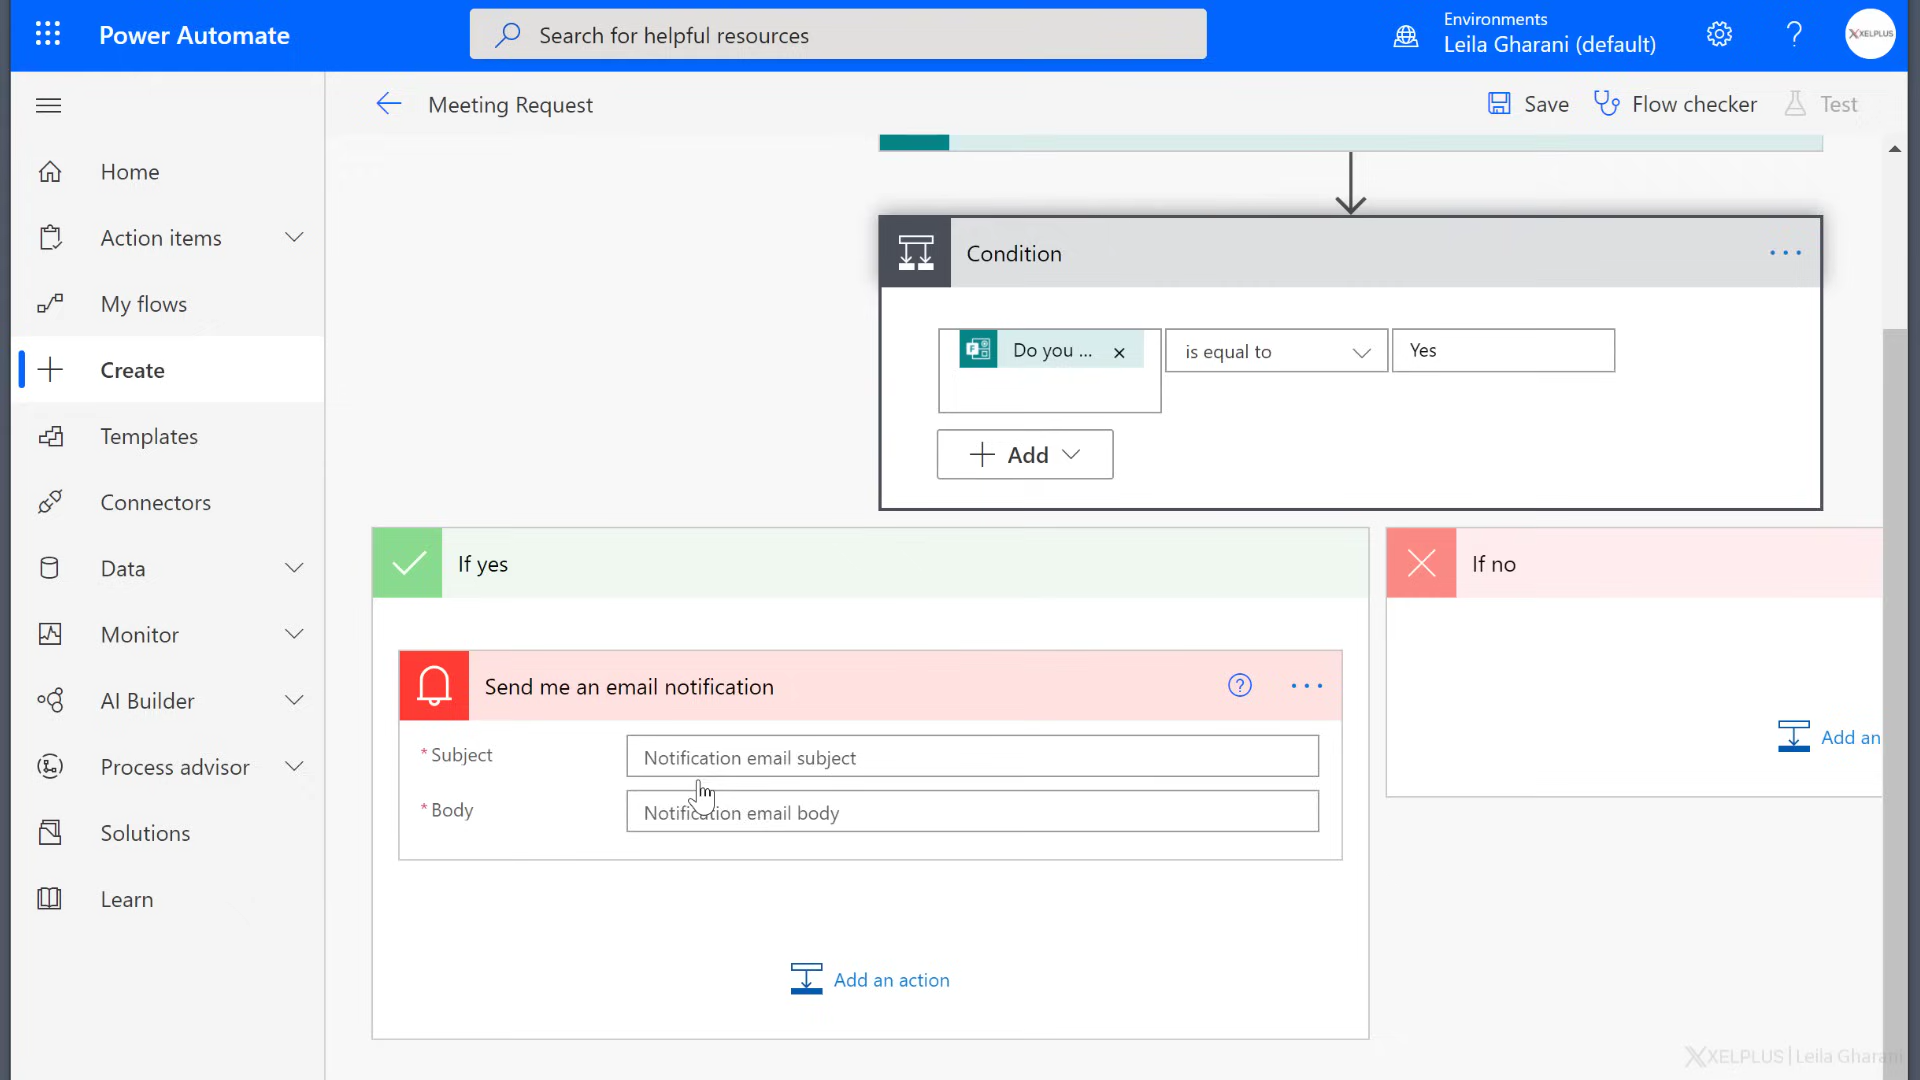 Power Automate
Search for helpful resources
Environments
Leila Gharani (default)
XELPLUS
Meeting Request
Save
Flow checker
Test
Home
Action items
My flows
Create
Templates
Connectors
Data
Monitor
AI Builder
Process advisor
Solutions
Learn
Condition
Do you ...
is equal to
Yes
Add
If yes
Send me an email notification
* Subject
Notification email subject
* Body
Notification email body
Add an action
If no
Add an
XELPLUS | Leila Gharani